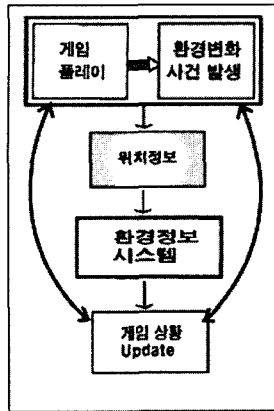 게임
플레이
환경변화
사건 발생
위치정보
환경정보
시스템
게임 상황
Update